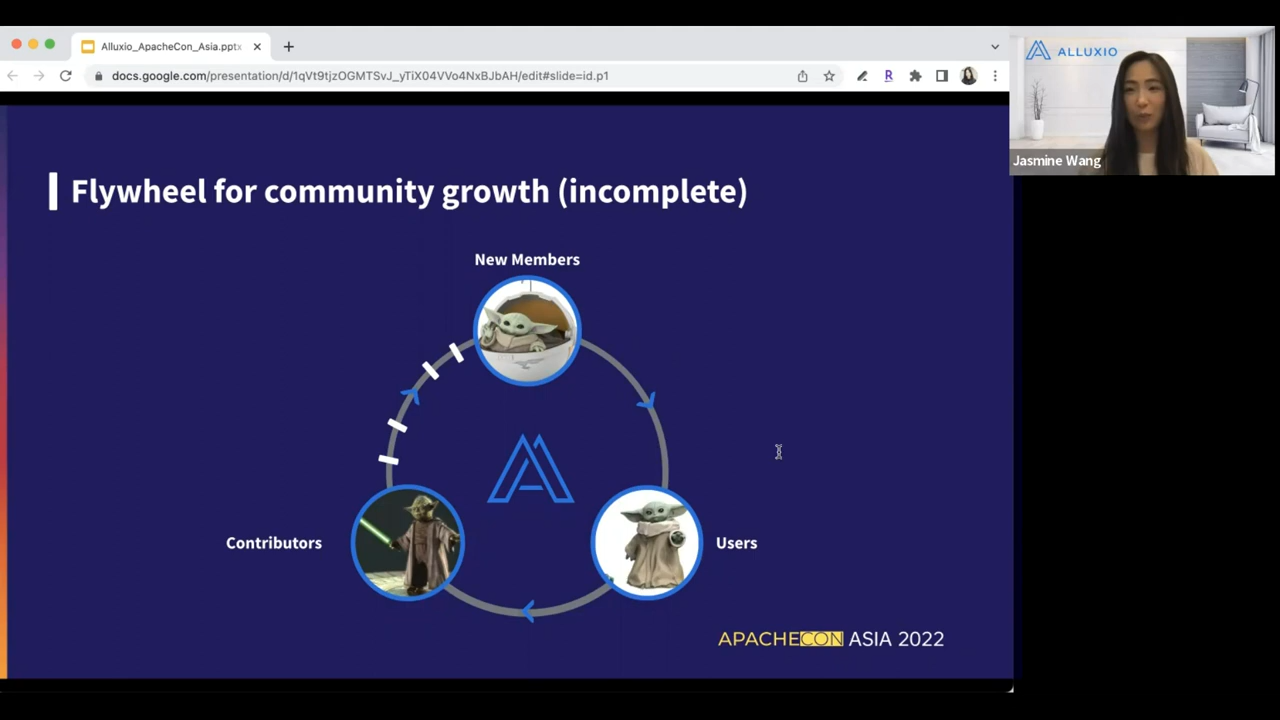 Alluxio_ApacheCon_Asia.pptx
docs.google.com/presentation/d/1qVt9tjzOGMTSvJ_yTiX04VVo4NxBJbAH/edit#slide=id.p1
R
ALLUXIO
Jasmine Wang
Flywheel for community growth (incomplete)
New Members
Contributors
Users
APACHECON ASIA 2022